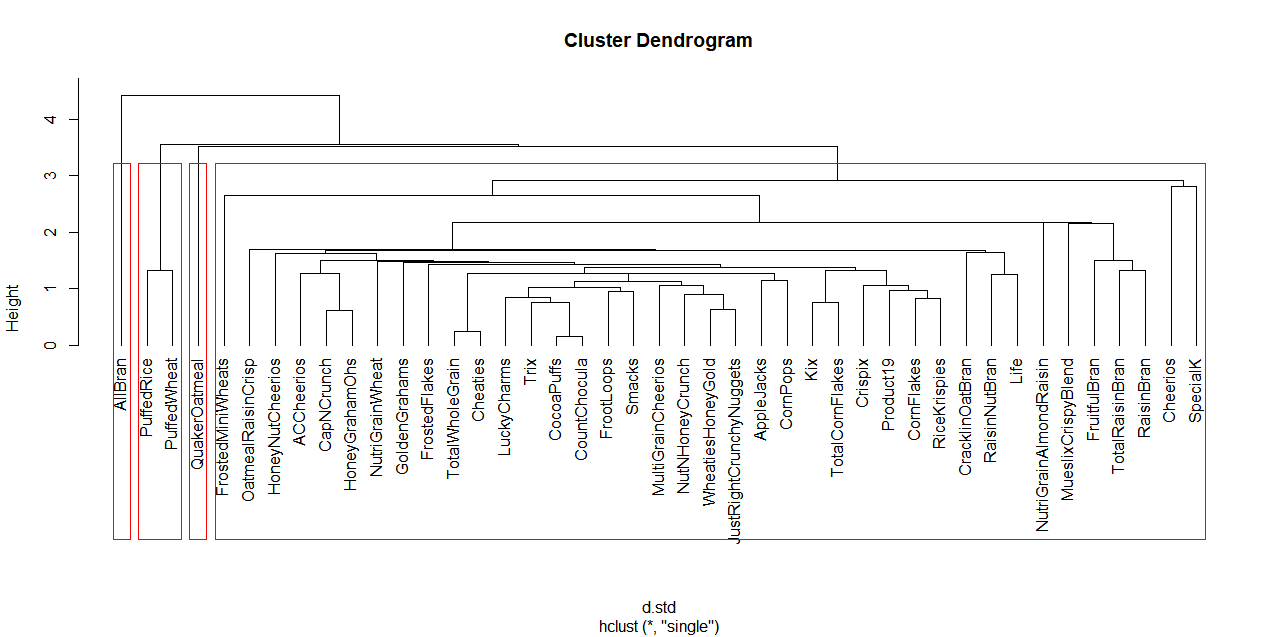 Cluster Dendrogram
Height
4
3
2
1
0
AllBran
PuffedRice
PuffedWheat
QuakerOatmeal
FrostedMiniWheats
OatmealRaisinCrisp
HoneyNutCheerios
ACCheerios
CapNCrunch
HoneyGrahamOhs
NutriGrainWheat
GoldenGrahams
FrostedFlakes
TotalWholeGrain
Cheaties
LuckyCharms
Trix
CocoaPuffs
CountChocula
FrootLoops
Smacks
MultiGrainCheerios
NutNHoneyCrunch
WheatiesHoneyGold
JustRightCrunchyNuggets
AppleJacks
CornPops
Kix
TotalCornFlakes
Crispix
Product19
CornFlakes
RiceKrispies
CracklinOatBran
RaisinNutBran
Life
NutriGrainAlmondRaisin
MueslixCrispyBlend
FruitfulBran
TotalRaisinBran
RaisinBran
Cheerios
SpecialK
d.std
hclust (*, "single")